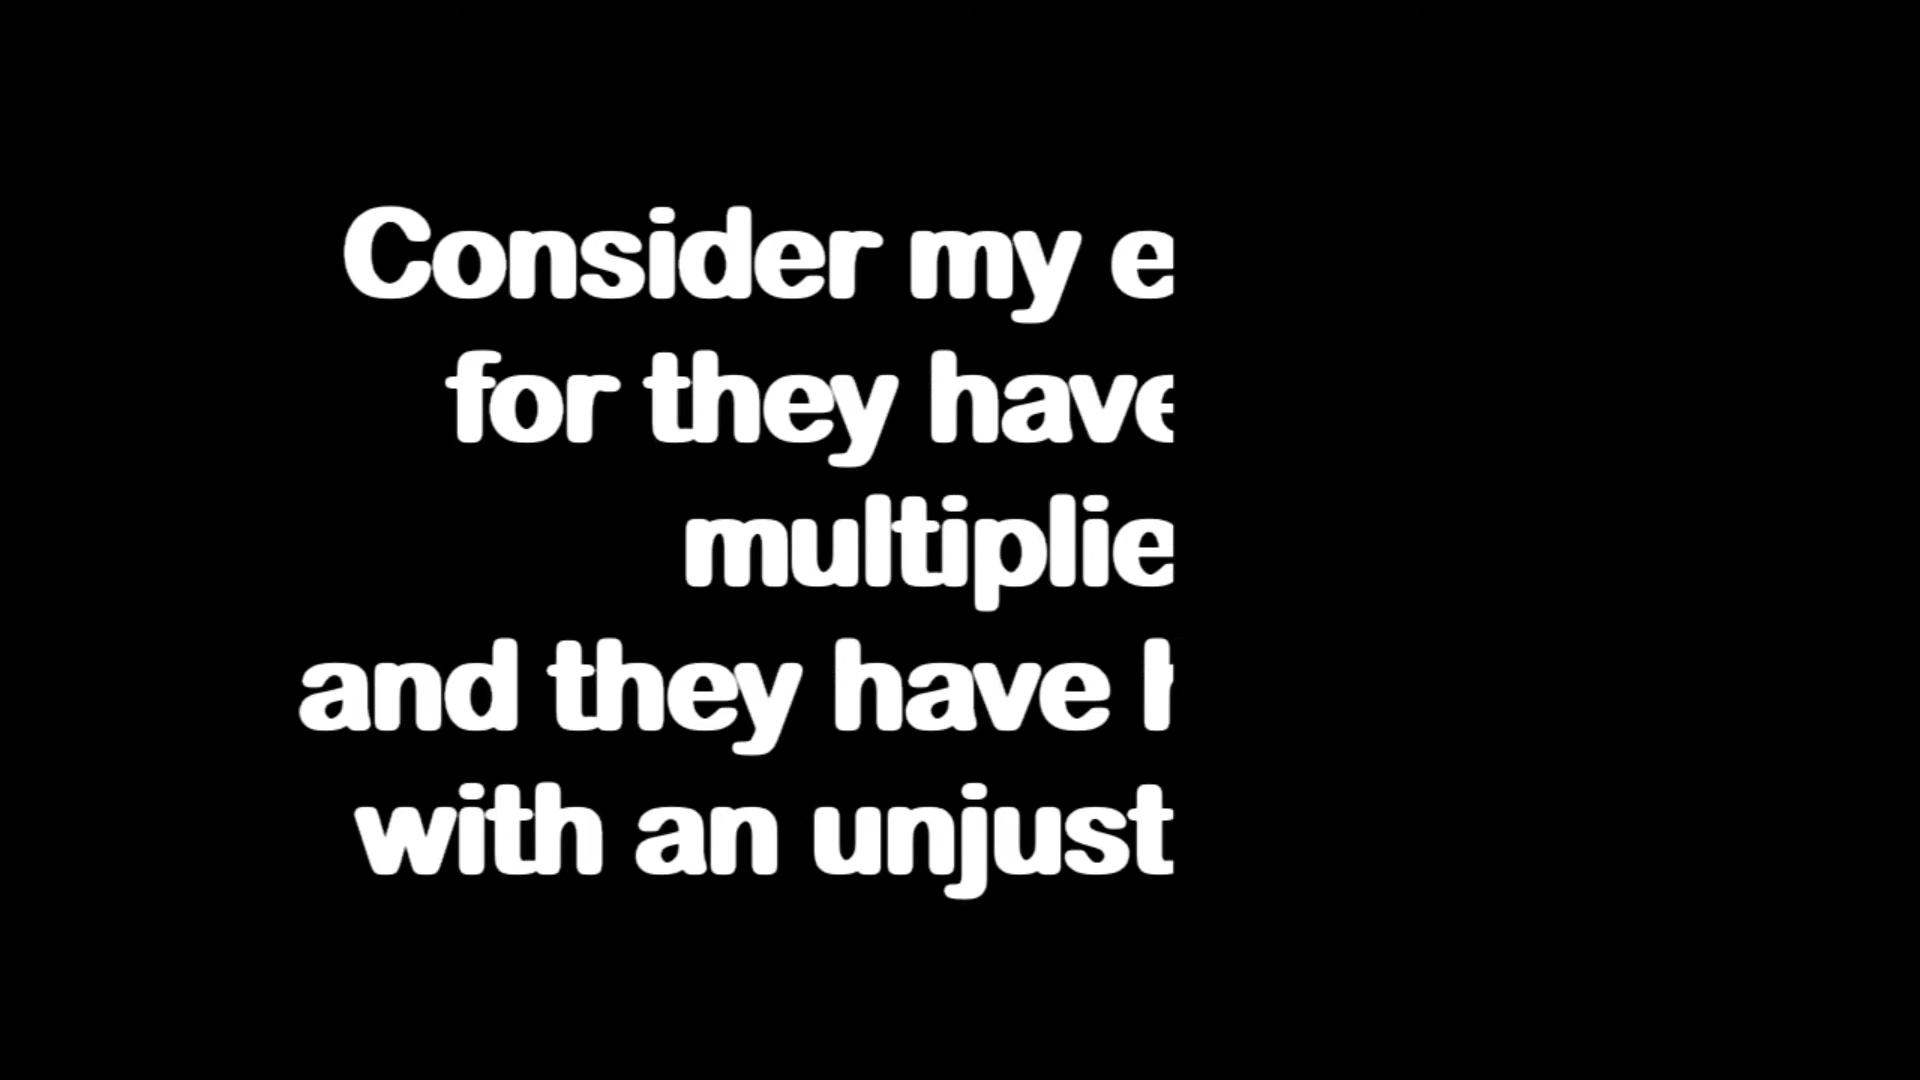 Consider my e
for they have
multiplie
and they have h
with an unjust